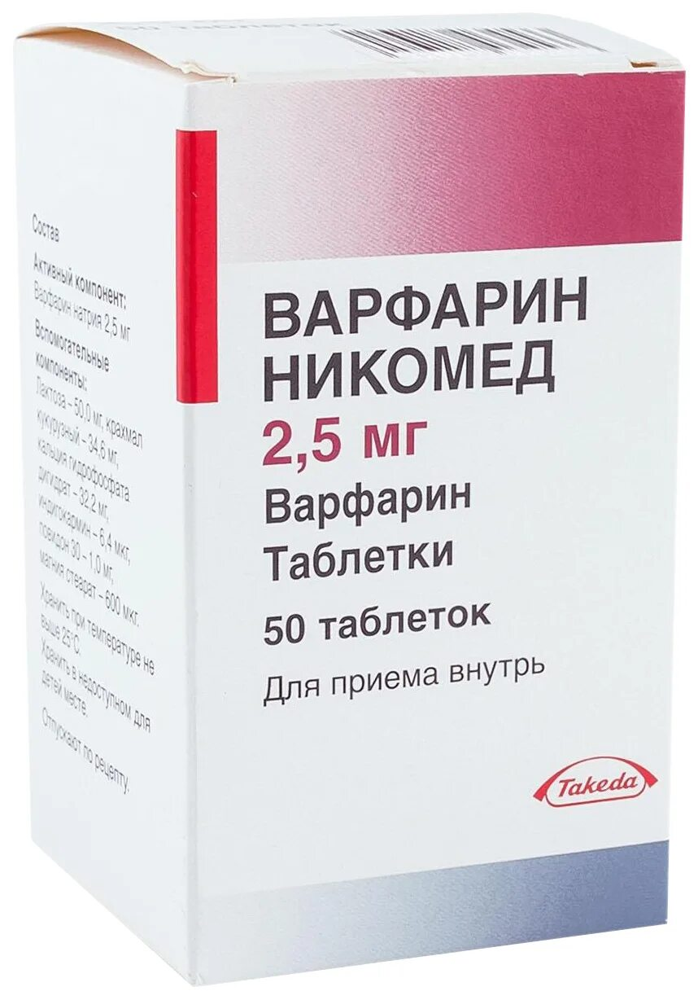 50 таблеток
Состав
Активный компонент:
Варфарин натрия 2,5 мг
Вспомогательные
компоненты:
Лактоза – 50,0 мг, крахмал
кукурузный – 34,6 мг,
кальция гидрофосфата
дигидрат – 32,2 мг,
индигокармин – 6,4 мкг,
повидон 30 – 1,0 мг,
магния стеарат – 600 мкг.
Хранить при температуре не
выше 25°C.
Хранить в недоступном для
детей месте.
Отпускают по рецепту.
ВАРФАРИН
НИКОМЕД
2,5 мг
Варфарин
Таблетки
50 таблеток
Для приема внутрь
Takeda